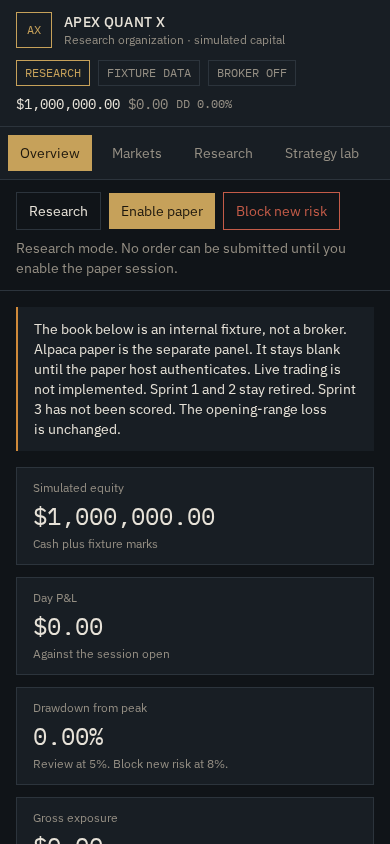 AX
APEX QUANT X
Research organization · simulated capital
RESEARCH
FIXTURE DATA
BROKER OFF
$1,000,000.00 $0.00 DD 0.00%
Overview
Markets
Research
Strategy lab
Research
Enable paper
Block new risk
Research mode. No order can be submitted until you
enable the paper session.
The book below is an internal fixture, not a broker.
Alpaca paper is the separate panel. It stays blank
until the paper host authenticates. Live trading is
not implemented. Sprint 1 and 2 stay retired. Sprint
3 has not been scored. The opening-range loss
is unchanged.
Simulated equity
$1,000,000.00
Cash plus fixture marks
Day P&L
$0.00
Against the session open
Drawdown from peak
0.00%
Review at 5%. Block new risk at 8%.
Gross exposure
$0.00